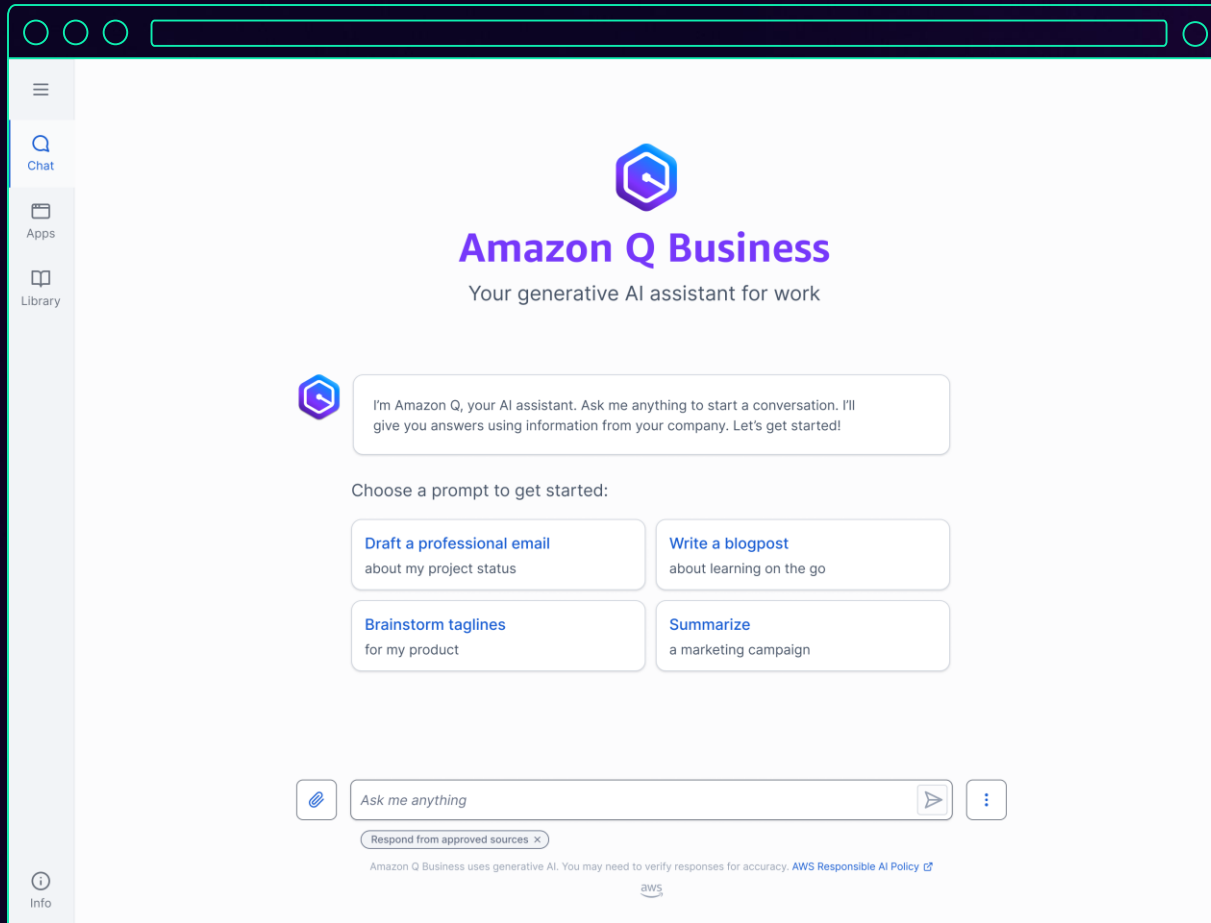 Chat
Apps
Library
Amazon Q Business
Your generative AI assistant for work
I'm Amazon Q, your AI assistant. Ask me anything to start a conversation. I'll
give you answers using information from your company. Let's get started!
Choose a prompt to get started:
Draft a professional email
about my project status
Write a blogpost
about learning on the go
Brainstorm taglines
for my product
Summarize
a marketing campaign
Ask me anything
Respond from approved sources ×
Amazon Q Business uses generative AI. You may need to verify responses for accuracy. AWS Responsible AI Policy
aws
Info